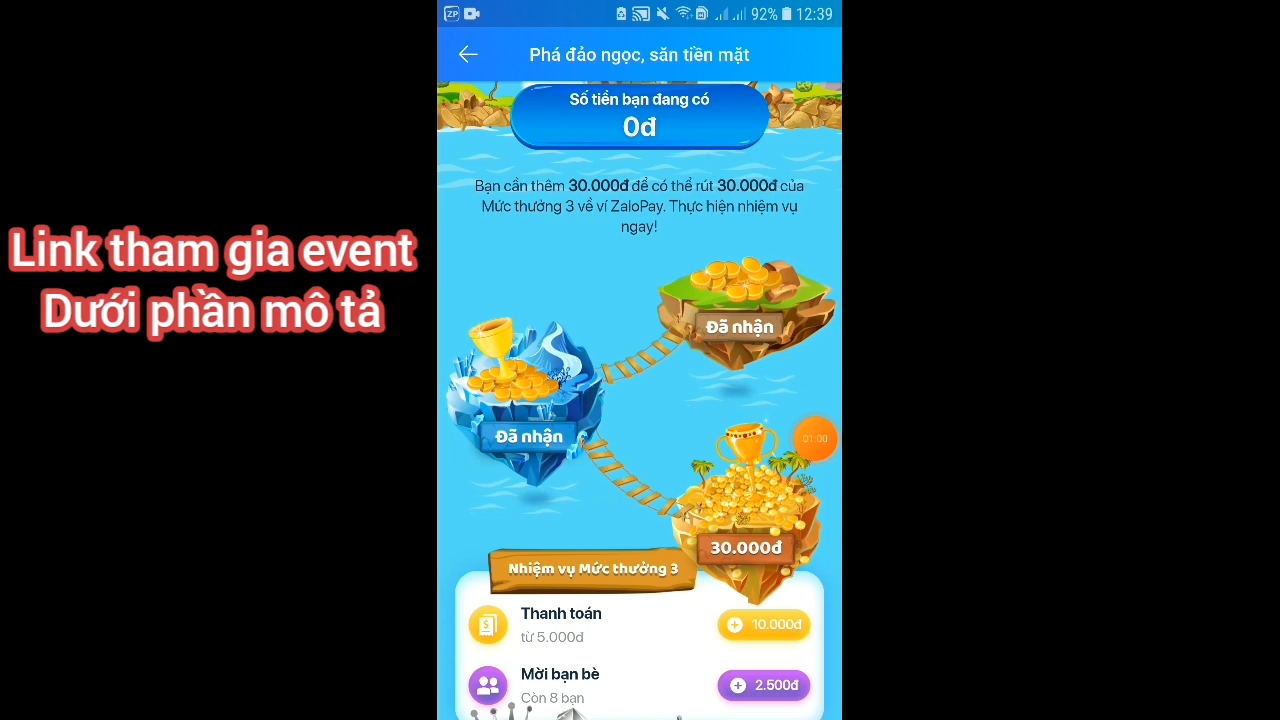 ZP
92%
12:39
Phá đảo ngọc, săn tiền mặt
Số tiền bạn đang có
0đ
Bạn cần thêm 30.000đ để có thể rút 30.000đ của
Mức thưởng 3 về ví ZaloPay. Thực hiện nhiệm vụ
ngay!
Link tham gia event
Dưới phần mô tả
Đã nhận
Đã nhận
01:00
30.000đ
Nhiệm vụ Mức thưởng 3
Thanh toán
từ 5.000đ
10.000đ
Mời bạn bè
Còn 8 bạn
2.500đ